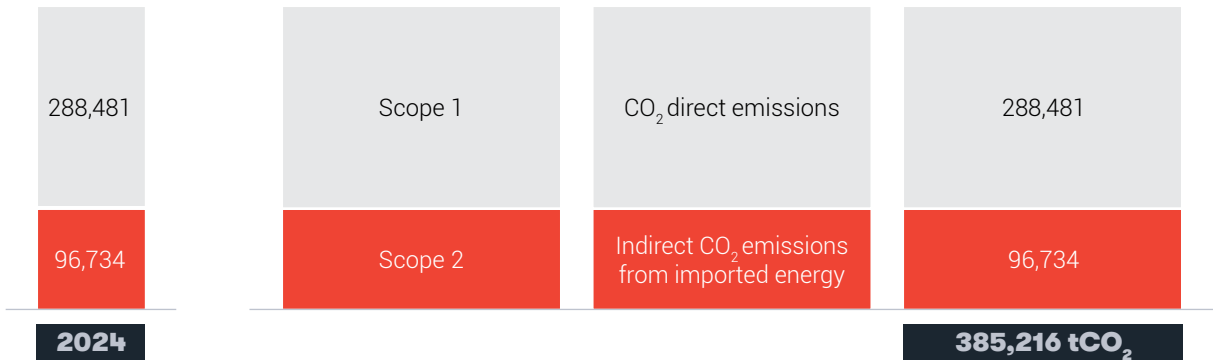 288,481
Scope 1
CO₂ direct emissions
288,481
96,734
Scope 2
Indirect CO₂ emissions
from imported energy
96,734
2024
385,216 tCO₂